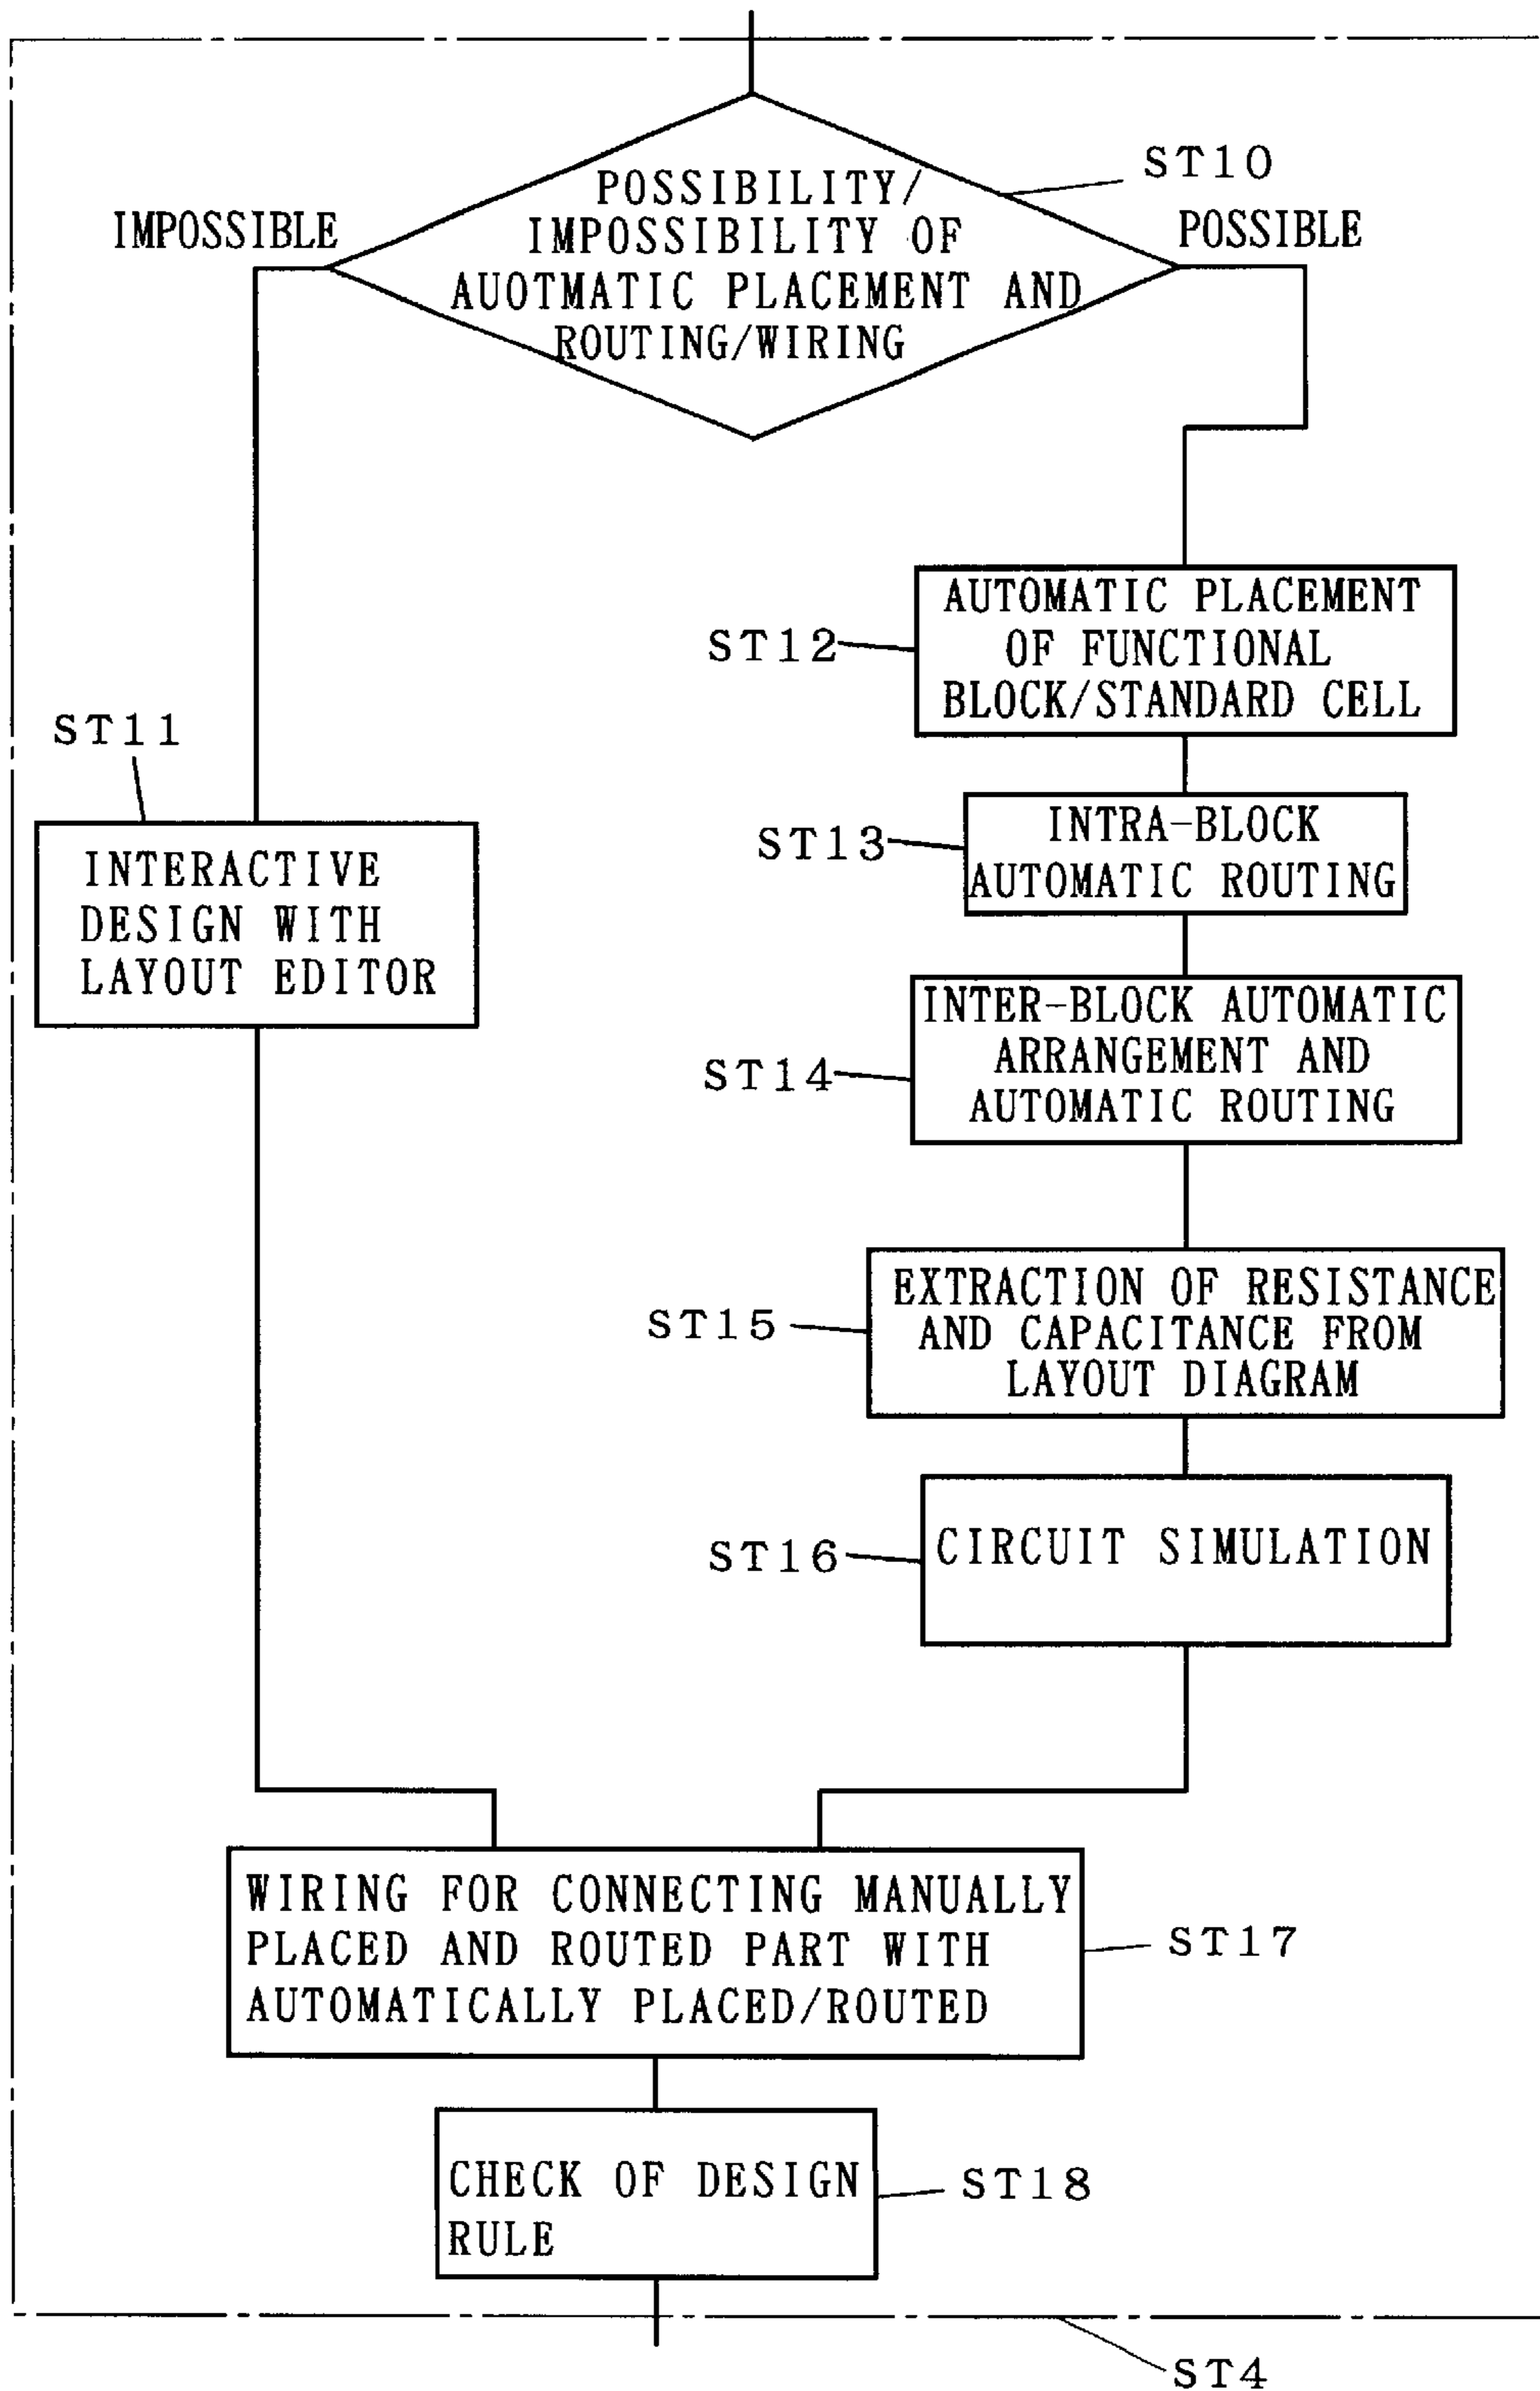 ST10
POSSIBILITY/
IMPOSSIBILITY OF
AUOTMATIC PLACEMENT AND
ROUTING/WIRING
IMPOSSIBLE
POSSIBLE
ST12
AUTOMATIC PLACEMENT
OF FUNCTIONAL
BLOCK/STANDARD CELL
ST11
INTERACTIVE
DESIGN WITH
LAYOUT EDITOR
ST13
INTRA-BLOCK
AUTOMATIC ROUTING
ST14
INTER-BLOCK AUTOMATIC
ARRANGEMENT AND
AUTOMATIC ROUTING
ST15
EXTRACTION OF RESISTANCE
AND CAPACITANCE FROM
LAYOUT DIAGRAM
ST16
CIRCUIT SIMULATION
WIRING FOR CONNECTING MANUALLY
PLACED AND ROUTED PART WITH
AUTOMATICALLY PLACED/ROUTED
ST17
CHECK OF DESIGN
RULE
ST18
ST4